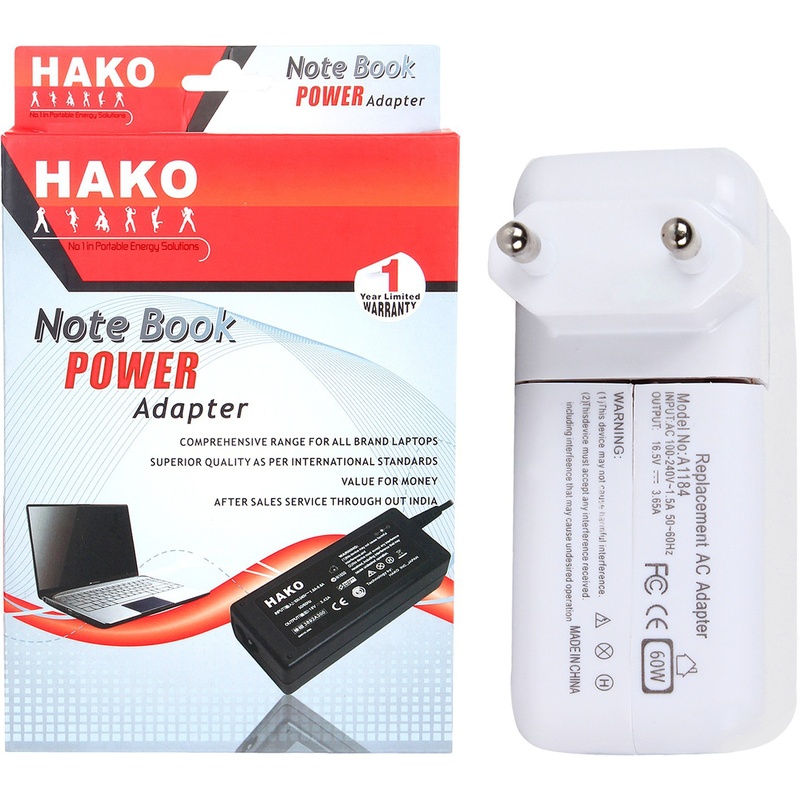 HAKO
No 1 in Portable Energy Solutions
Note Book
POWER Adapter
HAKO
No 1 in Portable Energy Solutions
1
Year Limited
WARRANTY
Note Book
POWER
Adapter
COMPREHENSIVE RANGE FOR ALL BRAND LAPTOPS
SUPERIOR QUALITY AS PER INTERNATIONAL STANDARDS
VALUE FOR MONEY
AFTER SALES SERVICE THROUGH OUT INDIA
HAKO
Replacement AC Adapter
Model No:A1184
INPUT:AC 100-240V~1.5A 50~60Hz
OUTPUT: 16.5V 3.65A
FC CE
60W
WARNING:
(1)This device may not cause harmful interference.
(2)Thisdevice must accept any interference received.
including interference that may cause undesired operation
MADE IN CHINA
H